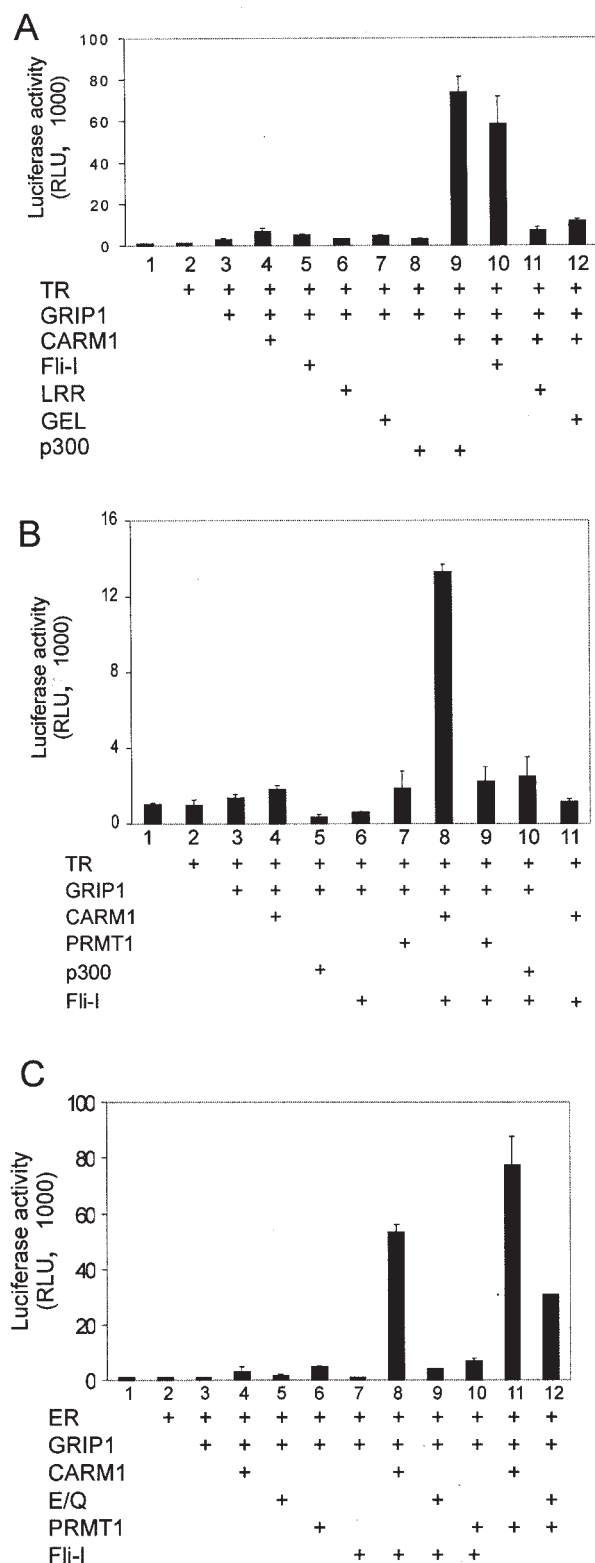 A
Luciferase activity
(RLU, 1000)
100
80
60
40
20
0
1 2 3 4 5 6 7 8 9 10 11 12
TR + + + + + + + + + + +
GRIP1 + + + + + + + + + +
CARM1 + + + + +
Fli-I + +
LRR + +
GEL + +
p300 + +
B
Luciferase activity
(RLU, 1000)
16
12
8
4
0
1 2 3 4 5 6 7 8 9 10 11
TR + + + + + + + + + +
GRIP1 + + + + + + + +
CARM1 + + +
PRMT1 + +
p300 + +
Fli-I + + + + +
C
Luciferase activity
(RLU, 1000)
100
80
60
40
20
0
1 2 3 4 5 6 7 8 9 10 11 12
ER + + + + + + + + + + +
GRIP1 + + + + + + + + + +
CARM1 + + +
E/Q + + +
PRMT1 + + + +
Fli-I + + + +